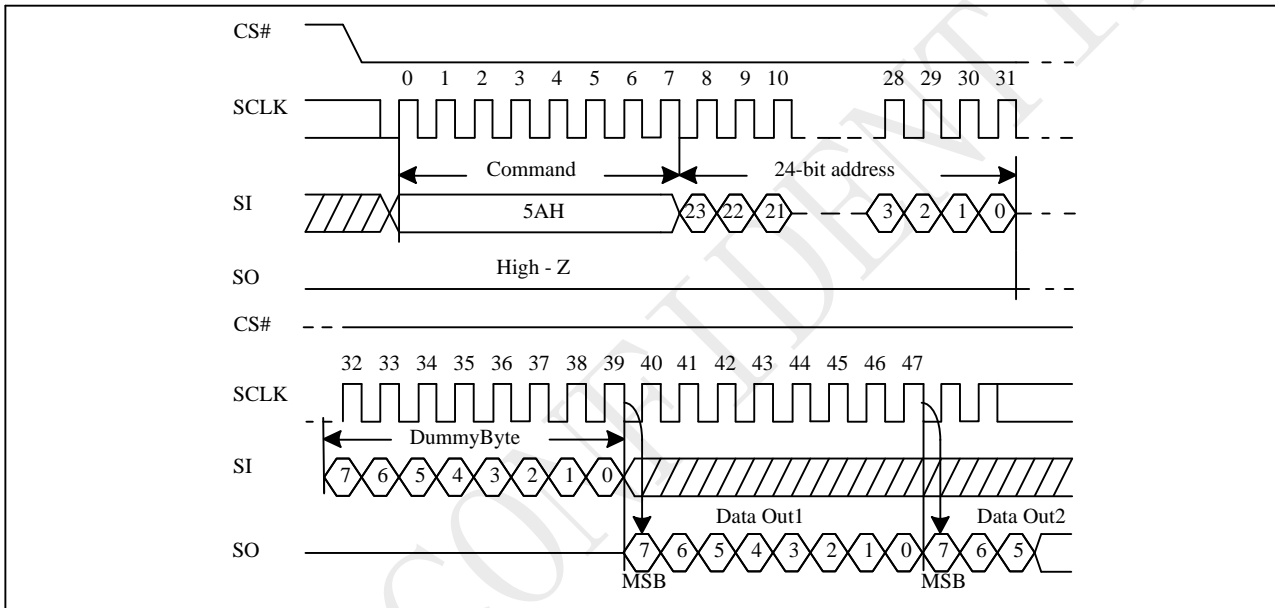 CS#
0 1 2 3 4 5 6 7 8 9 10 28 29 30 31
SCLK
Command 24-bit address
SI 5AH 23 22 21 3 2 1 0
High - Z
SO
CS#
32 33 34 35 36 37 38 39 40 41 42 43 44 45 46 47
SCLK
DummyByte
SI 7 6 5 4 3 2 1 0
Data Out1 Data Out2
SO 7 6 5 4 3 2 1 0 7 6 5
MSB MSB
CONFIDENTI